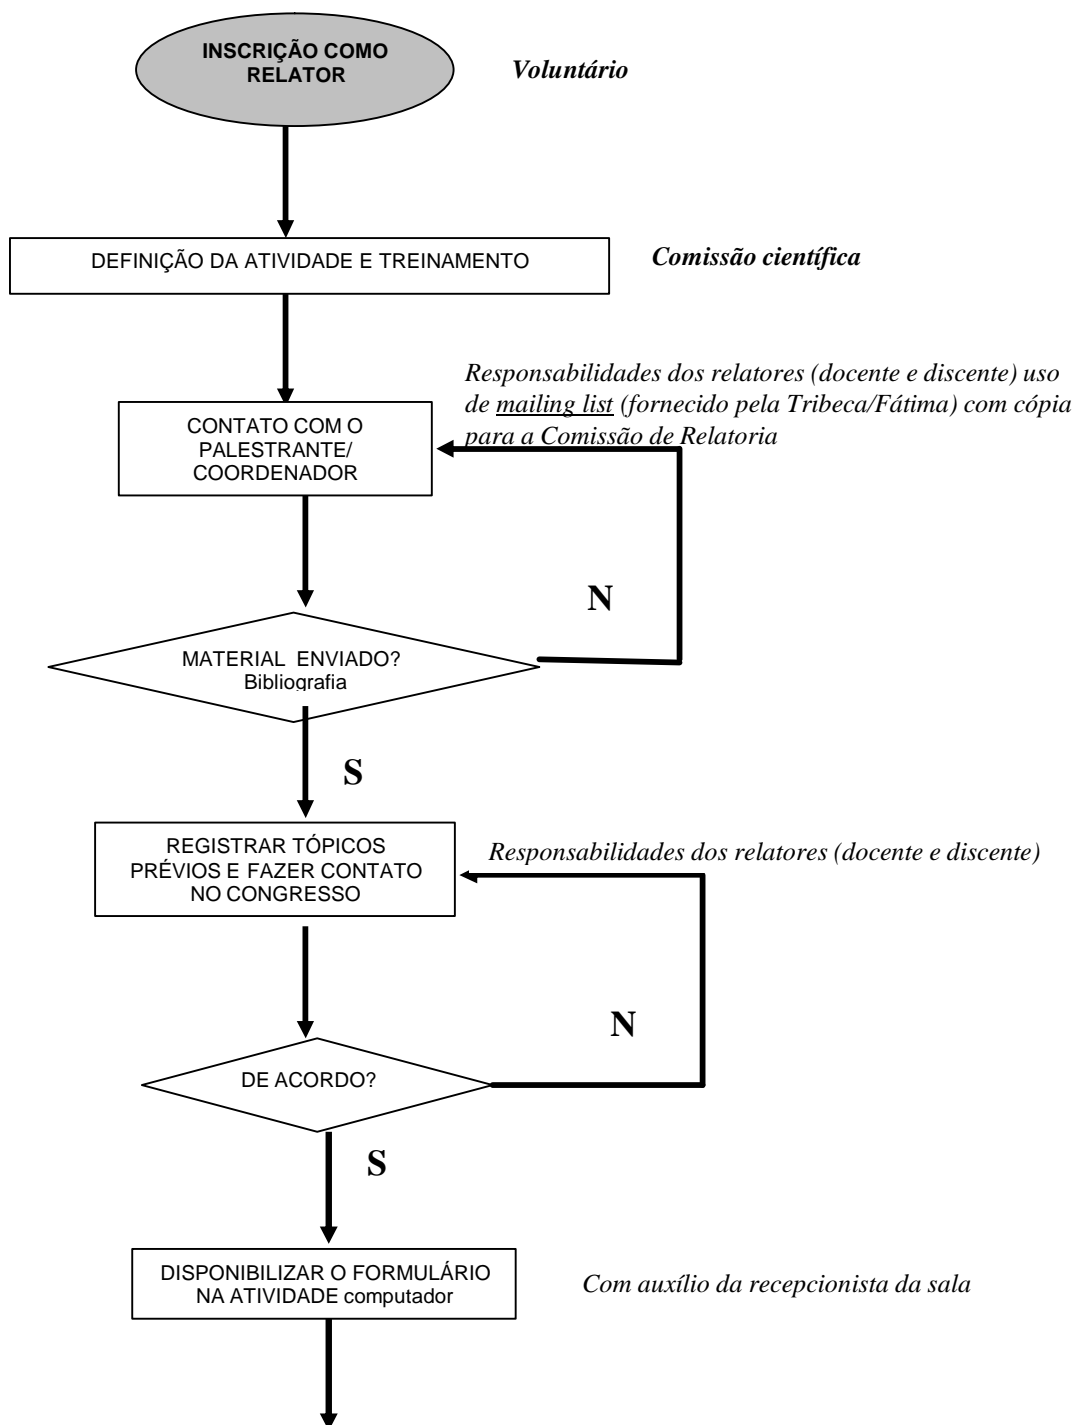 INSCRIÇÃO COMO
RELATOR
Voluntário
DEFINIÇÃO DA ATIVIDADE E TREINAMENTO
Comissão científica
Responsabilidades dos relatores (docente e discente) uso
de mailing list (fornecido pela Tribeca/Fátima) com cópia
para a Comissão de Relatoria
CONTATO COM O
PALESTRANTE/
COORDENADOR
N
MATERIAL ENVIADO?
Bibliografia
S
REGISTRAR TÓPICOS
PRÉVIOS E FAZER CONTATO
NO CONGRESSO
Responsabilidades dos relatores (docente e discente)
N
DE ACORDO?
S
DISPONIBILIZAR O FORMULÁRIO
NA ATIVIDADE computador
Com auxílio da recepcionista da sala